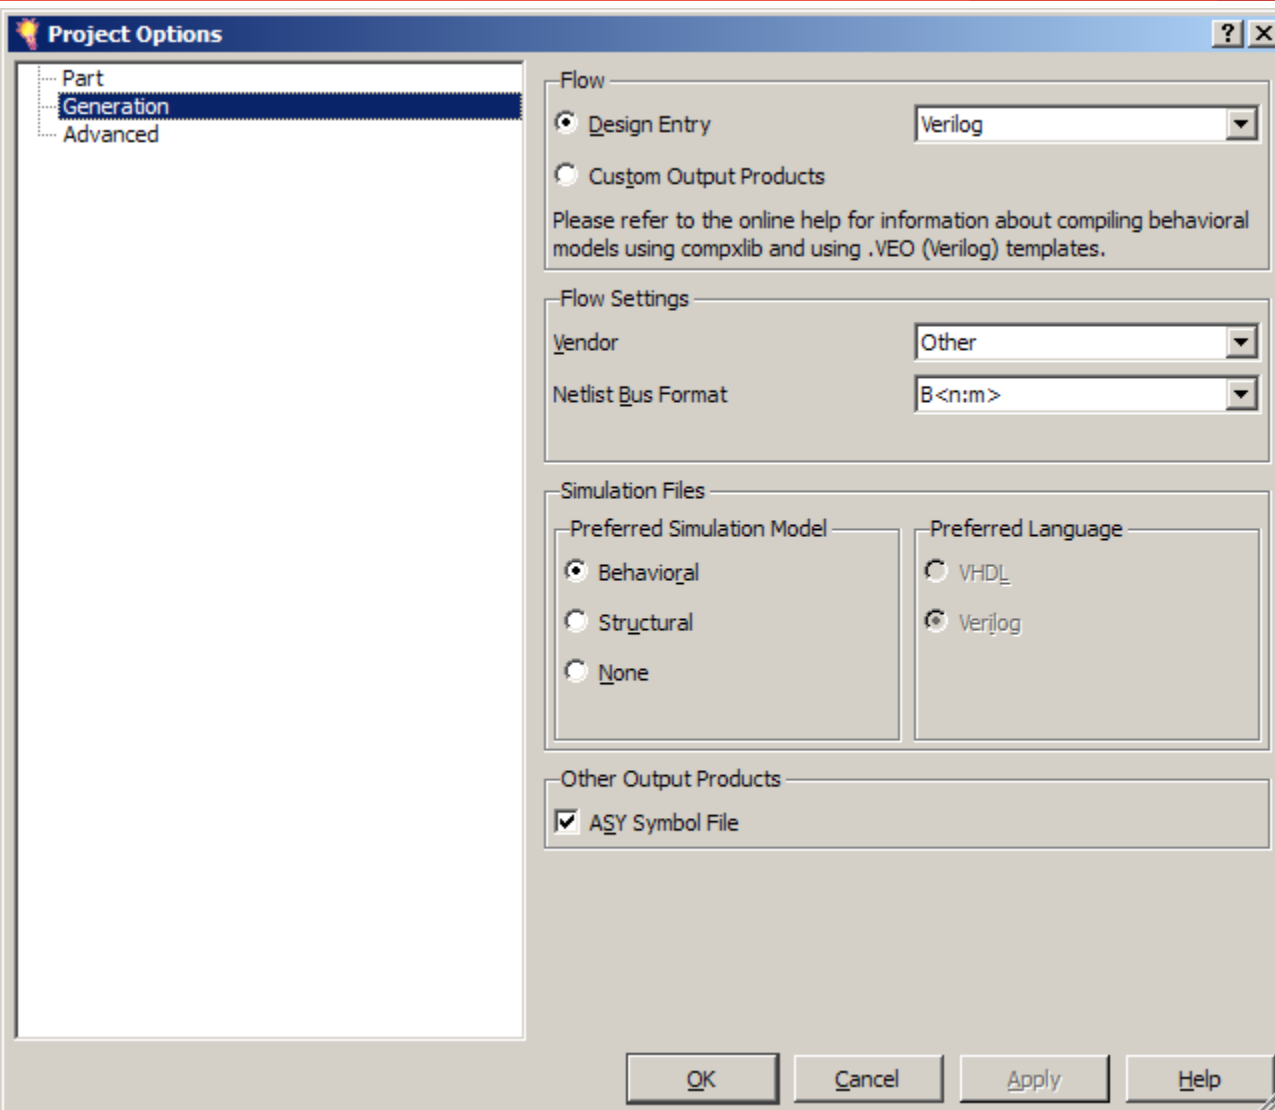 Project Options
Part
Generation
Advanced
Flow
Design Entry
Verilog
Custom Output Products
Please refer to the online help for information about compiling behavioral
models using compxlib and using .VEO (Verilog) templates.
Flow Settings
Vendor
Other
Netlist Bus Format
B<n:m>
Simulation Files
Preferred Simulation Model
Behavioral
Structural
None
Preferred Language
VHDL
Verilog
Other Output Products
ASY Symbol File
OK
Cancel
Apply
Help